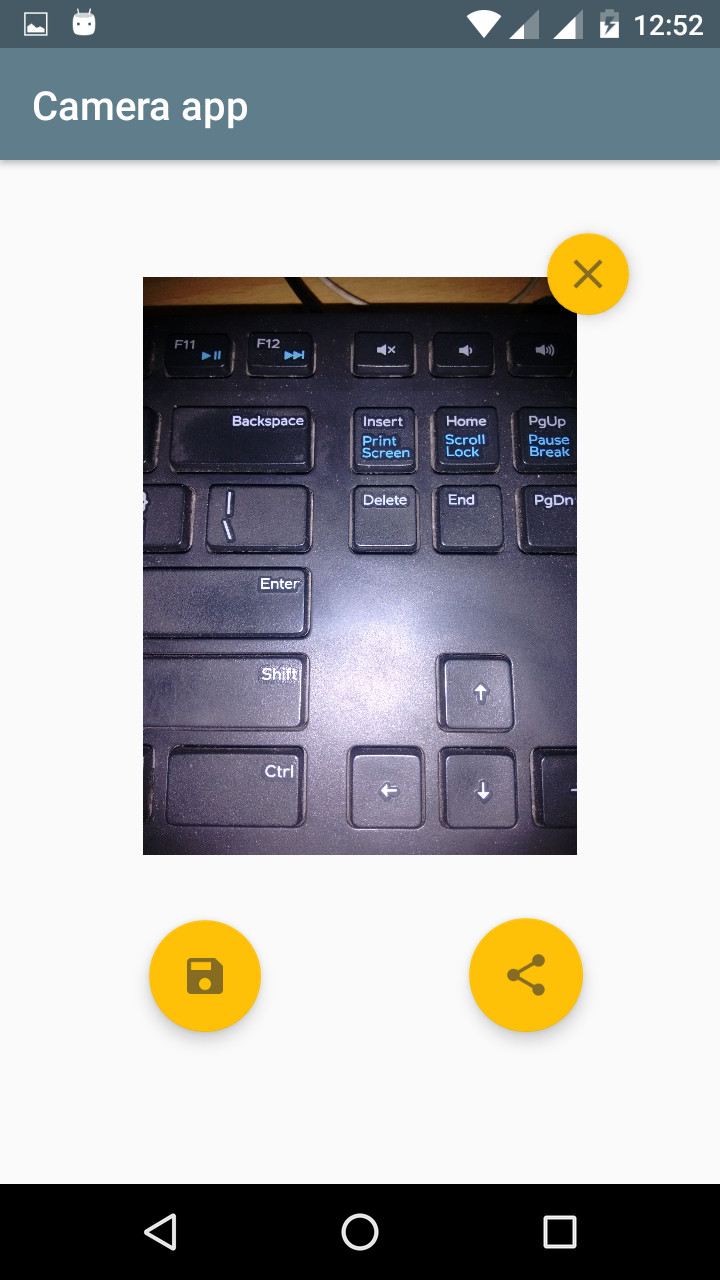 12:52
Camera app
F11 F12
Backspace Insert Home PgUp
Print Screen Scroll Lock Pause Break
} | Delete End PgDn
\
Enter
Shift ↑
Ctrl ← ↓